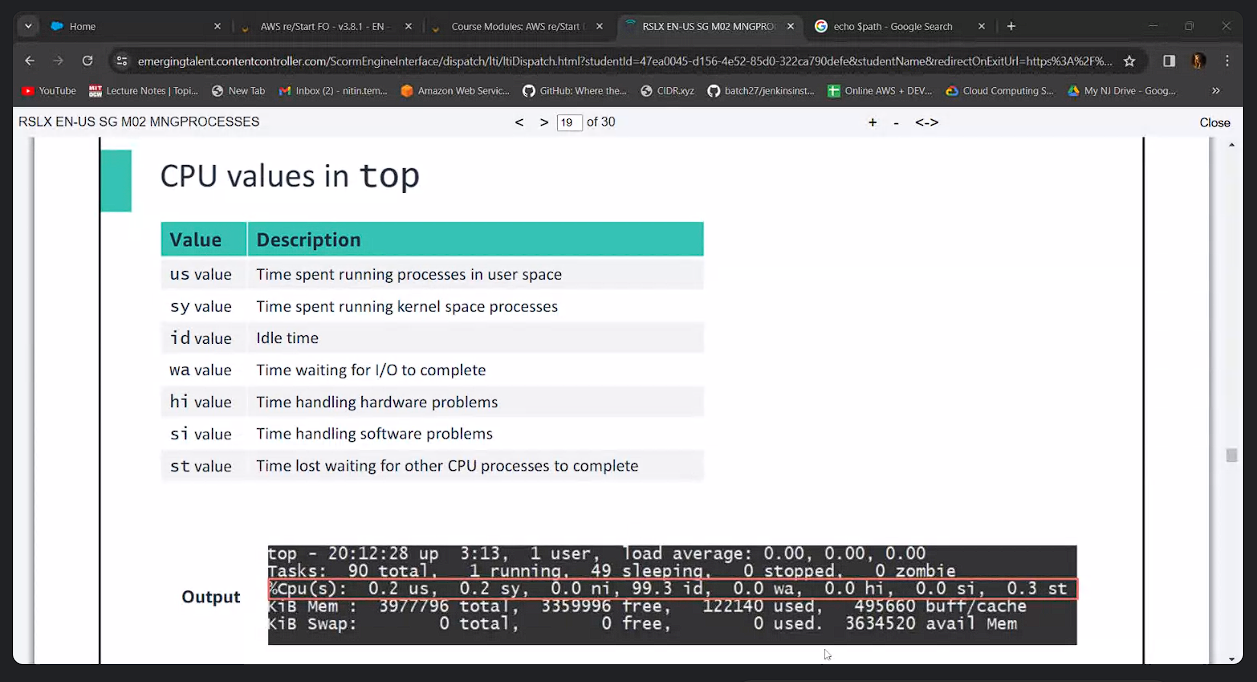 Home
AWS re/Start FO - v3.8.1 - EN -
Course Modules: AWS re/Start
RSLX EN-US SG M02 MNGPRO
echo $path - Google Search
emergingtalent.contentcontroller.com/ScormEngineInterface/dispatch/lti/ltiDispatch.html?studentId=47ea0045-d156-4e52-85d0-322ca790defe&studentName&redirectOnExitUrl=https%3A%2F%...
YouTube
MIT OCW
Lecture Notes | Topi...
New Tab
Inbox (2) - nitin.tem...
Amazon Web Servic...
GitHub: Where the...
CIDR.xyz
batch27/jenkinsinst...
Online AWS + DEV...
Cloud Computing S...
My NJ Drive - Goog...
»
RSLX EN-US SG M02 MNGPROCESSES
< > 19 of 30
+ - <->
Close
CPU values in top
Value Description
us value Time spent running processes in user space
sy value Time spent running kernel space processes
id value Idle time
wa value Time waiting for I/O to complete
hi value Time handling hardware problems
si value Time handling software problems
st value Time lost waiting for other CPU processes to complete
Output
top - 20:12:28 up 3:13, 1 user, load average: 0.00, 0.00, 0.00
Tasks: 90 total, 1 running, 49 sleeping, 0 stopped, 0 zombie
%Cpu(s): 0.2 us, 0.2 sy, 0.0 ni, 99.3 id, 0.0 wa, 0.0 hi, 0.0 si, 0.3 st
KiB Mem : 3977796 total, 3359996 free, 122140 used, 495660 buff/cache
KiB Swap: 0 total, 0 free, 0 used. 3634520 avail Mem